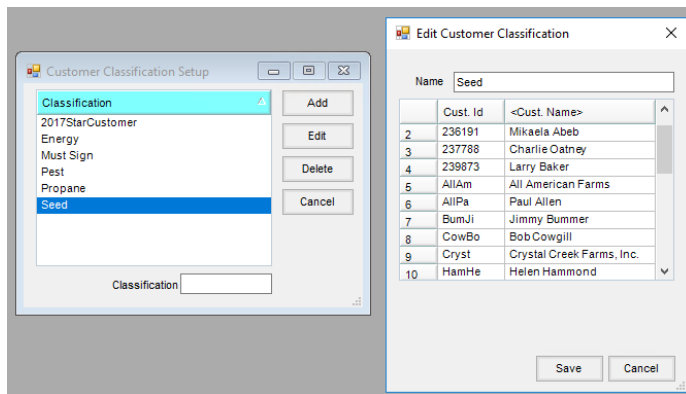 Customer Classification Setup
Classification
2017StarCustomer
Energy
Must Sign
Pest
Propane
Seed
Add
Edit
Delete
Cancel
Classification
Edit Customer Classification
Name Seed
Cust. Id <Cust. Name>
2 236191 Mikaela Abeb
3 237788 Charlie Oatney
4 239873 Larry Baker
5 AllAm All American Farms
6 AllPa Paul Allen
7 BumJi Jimmy Bummer
8 CowBo Bob Cowgill
9 Cryst Crystal Creek Farms, Inc.
10 HamHe Helen Hammond
Save Cancel